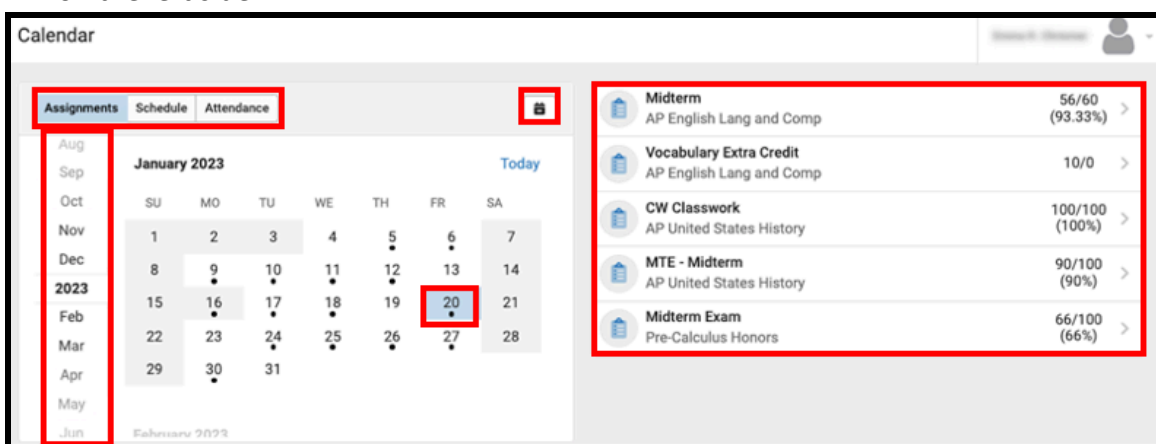 Calendar
Assignments Schedule Attendance
Aug
Sep
Oct
Nov
Dec
2023
Feb
Mar
Apr
May
Jun
January 2023 Today
SU MO TU WE TH FR SA
1 2 3 4 5 6 7
8 9 10 11 12 13 14
15 16 17 18 19 20 21
22 23 24 25 26 27 28
29 30 31
February 2023
Midterm
AP English Lang and Comp
56/60
(93.33%)
Vocabulary Extra Credit
AP English Lang and Comp
10/0
CW Classwork
AP United States History
100/100
(100%)
MTE - Midterm
AP United States History
90/100
(90%)
Midterm Exam
Pre-Calculus Honors
66/100
(66%)